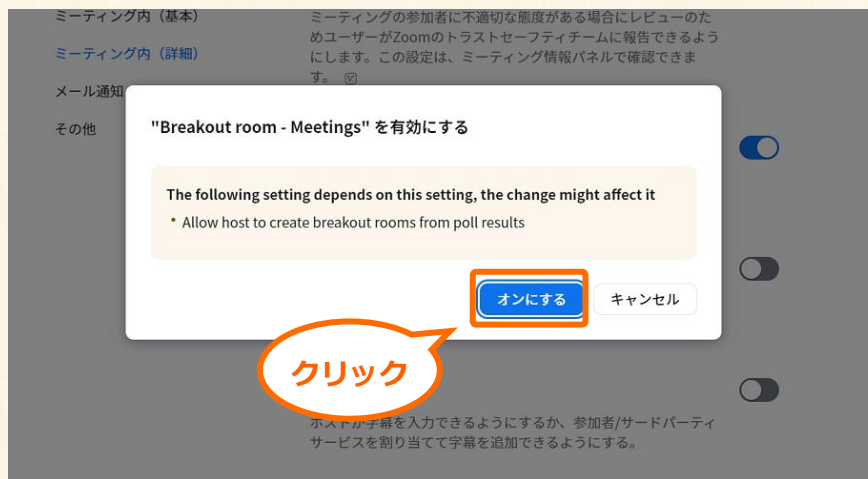 ミーティング内（基本）
ミーティング内（詳細）
メール通知
その他
ミーティングの参加者に不適切な態度がある場合にレビューのた
めユーザーがZoomのトラストセーフティチームに報告できるよう
にします。この設定は、ミーティング情報パネルで確認できま
す。
"Breakout room - Meetings" を有効にする
The following setting depends on this setting, the change might affect it
• Allow host to create breakout rooms from poll results
オンにする
キャンセル
クリック
ホストが字幕を入力できるようにするか、参加者/サードパーティ
サービスを割り当てて字幕を追加できるようにする。